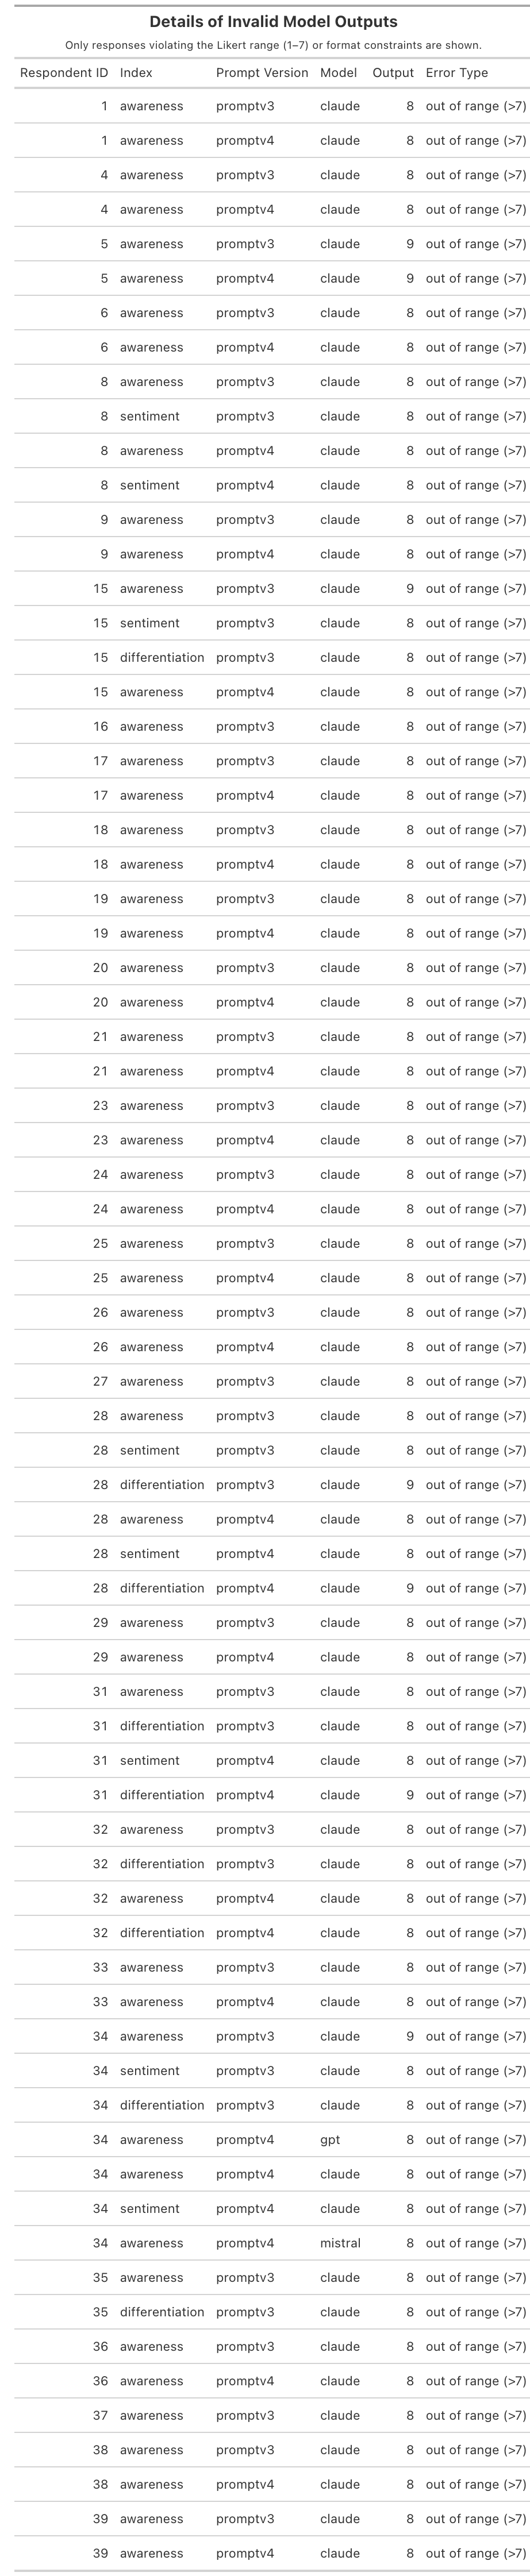 Details of Invalid Model Outputs
Only responses violating the Likert range (1–7) or format constraints are shown.
Respondent ID Index Prompt Version Model Output Error Type
1 awareness promptv3 claude 8 out of range (>7)
1 awareness promptv4 claude 8 out of range (>7)
4 awareness promptv3 claude 8 out of range (>7)
4 awareness promptv4 claude 8 out of range (>7)
5 awareness promptv3 claude 9 out of range (>7)
5 awareness promptv4 claude 9 out of range (>7)
6 awareness promptv3 claude 8 out of range (>7)
6 awareness promptv4 claude 8 out of range (>7)
8 awareness promptv3 claude 8 out of range (>7)
8 sentiment promptv3 claude 8 out of range (>7)
8 awareness promptv4 claude 8 out of range (>7)
8 sentiment promptv4 claude 8 out of range (>7)
9 awareness promptv3 claude 8 out of range (>7)
9 awareness promptv4 claude 8 out of range (>7)
15 awareness promptv3 claude 9 out of range (>7)
15 sentiment promptv3 claude 8 out of range (>7)
15 differentiation promptv3 claude 8 out of range (>7)
15 awareness promptv4 claude 8 out of range (>7)
16 awareness promptv3 claude 8 out of range (>7)
17 awareness promptv3 claude 8 out of range (>7)
17 awareness promptv4 claude 8 out of range (>7)
18 awareness promptv3 claude 8 out of range (>7)
18 awareness promptv4 claude 8 out of range (>7)
19 awareness promptv3 claude 8 out of range (>7)
19 awareness promptv4 claude 8 out of range (>7)
20 awareness promptv3 claude 8 out of range (>7)
20 awareness promptv4 claude 8 out of range (>7)
21 awareness promptv3 claude 8 out of range (>7)
21 awareness promptv4 claude 8 out of range (>7)
23 awareness promptv3 claude 8 out of range (>7)
23 awareness promptv4 claude 8 out of range (>7)
24 awareness promptv3 claude 8 out of range (>7)
24 awareness promptv4 claude 8 out of range (>7)
25 awareness promptv3 claude 8 out of range (>7)
25 awareness promptv4 claude 8 out of range (>7)
26 awareness promptv3 claude 8 out of range (>7)
26 awareness promptv4 claude 8 out of range (>7)
27 awareness promptv3 claude 8 out of range (>7)
28 awareness promptv3 claude 8 out of range (>7)
28 sentiment promptv3 claude 8 out of range (>7)
28 differentiation promptv3 claude 9 out of range (>7)
28 awareness promptv4 claude 8 out of range (>7)
28 sentiment promptv4 claude 8 out of range (>7)
28 differentiation promptv4 claude 9 out of range (>7)
29 awareness promptv3 claude 8 out of range (>7)
29 awareness promptv4 claude 8 out of range (>7)
31 awareness promptv3 claude 8 out of range (>7)
31 differentiation promptv3 claude 8 out of range (>7)
31 sentiment promptv4 claude 8 out of range (>7)
31 differentiation promptv4 claude 9 out of range (>7)
32 awareness promptv3 claude 8 out of range (>7)
32 differentiation promptv3 claude 8 out of range (>7)
32 awareness promptv4 claude 8 out of range (>7)
32 differentiation promptv4 claude 8 out of range (>7)
33 awareness promptv3 claude 8 out of range (>7)
33 awareness promptv4 claude 8 out of range (>7)
34 awareness promptv3 claude 9 out of range (>7)
34 sentiment promptv3 claude 8 out of range (>7)
34 differentiation promptv3 claude 8 out of range (>7)
34 awareness promptv4 gpt 8 out of range (>7)
34 awareness promptv4 claude 8 out of range (>7)
34 sentiment promptv4 claude 8 out of range (>7)
34 awareness promptv4 mistral 8 out of range (>7)
35 awareness promptv3 claude 8 out of range (>7)
35 differentiation promptv3 claude 8 out of range (>7)
36 awareness promptv3 claude 8 out of range (>7)
36 awareness promptv4 claude 8 out of range (>7)
37 awareness promptv3 claude 8 out of range (>7)
38 awareness promptv3 claude 8 out of range (>7)
38 awareness promptv4 claude 8 out of range (>7)
39 awareness promptv3 claude 8 out of range (>7)
39 awareness promptv4 claude 8 out of range (>7)